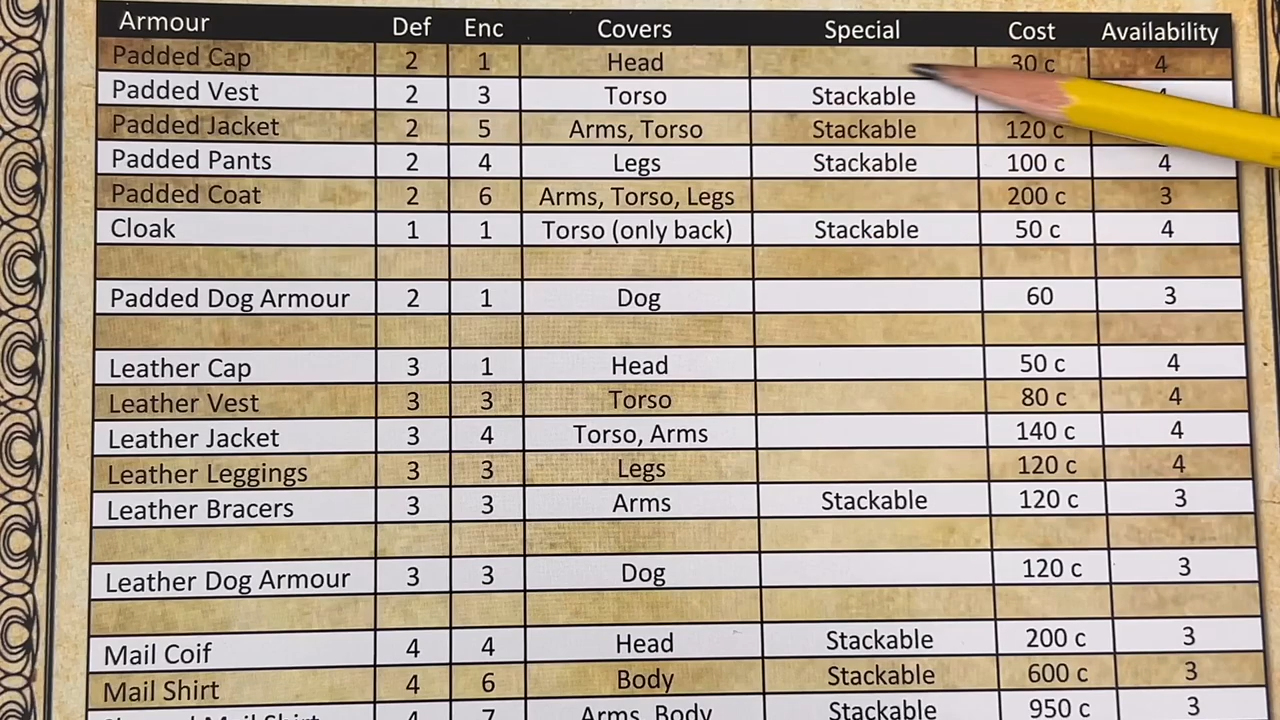 Armour Def Enc Covers Special Cost Availability
Padded Cap 2 1 Head 30 c 4
Padded Vest 2 3 Torso Stackable
Padded Jacket 2 5 Arms, Torso Stackable 120 c
Padded Pants 2 4 Legs Stackable 100 c 4
Padded Coat 2 6 Arms, Torso, Legs 200 c 3
Cloak 1 1 Torso (only back) Stackable 50 c 4
Padded Dog Armour 2 1 Dog 60 3
Leather Cap 3 1 Head 50 c 4
Leather Vest 3 3 Torso 80 c 4
Leather Jacket 3 4 Torso, Arms 140 c 4
Leather Leggings 3 3 Legs 120 c 4
Leather Bracers 3 3 Arms Stackable 120 c 3
Leather Dog Armour 3 3 Dog 120 c 3
Mail Coif 4 4 Head Stackable 200 c 3
Mail Shirt 4 6 Body Stackable 600 c 3
Mail Shirt 4 7 Arms, Body Stackable 950 c 3